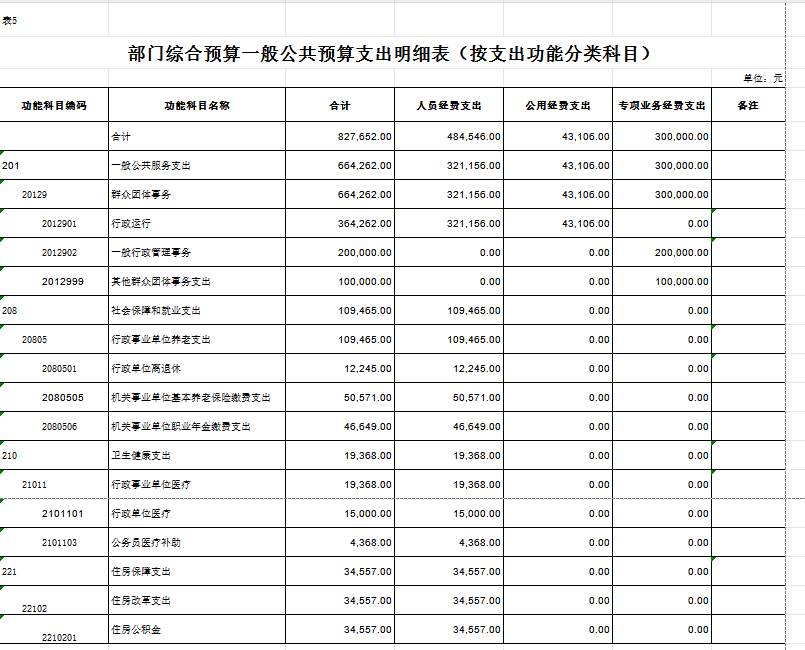 表5
部门综合预算一般公共预算支出明细表（按支出功能分类科目）
单位：元
功能科目编码 功能科目名称 合计 人员经费支出 公用经费支出 专项业务经费支出 备注
合计 827,652.00 484,546.00 43,106.00 300,000.00
201 一般公共服务支出 664,262.00 321,156.00 43,106.00 300,000.00
20129 群众团体事务 664,262.00 321,156.00 43,106.00 300,000.00
2012901 行政运行 364,262.00 321,156.00 43,106.00 0.00
2012902 一般行政管理事务 200,000.00 0.00 0.00 200,000.00
2012999 其他群众团体事务支出 100,000.00 0.00 0.00 100,000.00
208 社会保障和就业支出 109,465.00 109,465.00 0.00 0.00
20805 行政事业单位养老支出 109,465.00 109,465.00 0.00 0.00
2080501 行政单位离退休 12,245.00 12,245.00 0.00 0.00
2080505 机关事业单位基本养老保险缴费支出 50,571.00 50,571.00 0.00 0.00
2080506 机关事业单位职业年金缴费支出 46,649.00 46,649.00 0.00 0.00
210 卫生健康支出 19,368.00 19,368.00 0.00 0.00
21011 行政事业单位医疗 19,368.00 19,368.00 0.00 0.00
2101101 行政单位医疗 15,000.00 15,000.00 0.00 0.00
2101103 公务员医疗补助 4,368.00 4,368.00 0.00 0.00
221 住房保障支出 34,557.00 34,557.00 0.00 0.00
22102 住房改革支出 34,557.00 34,557.00 0.00 0.00
2210201 住房公积金 34,557.00 34,557.00 0.00 0.00